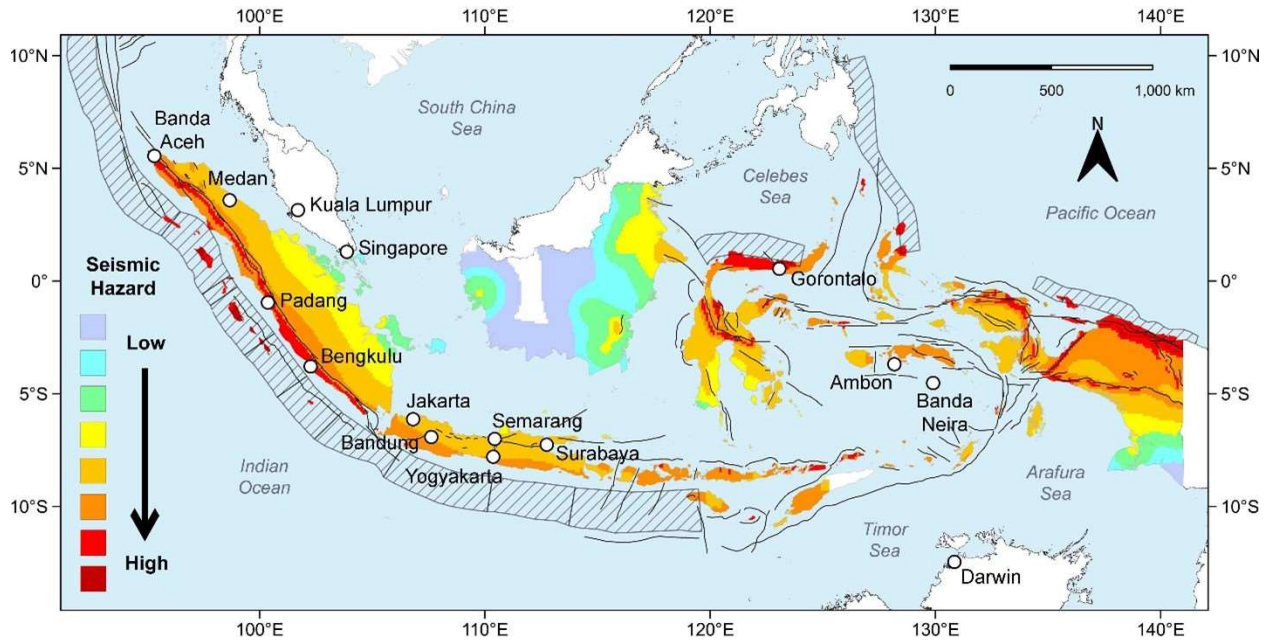 100°E
110°E
120°E
130°E
140°E
10°N
5°N
0°
5°S
10°S
10°N
5°N
0°
5°S
10°S
0
500
1,000 km
N
South China
Sea
Celebes
Sea
Pacific Ocean
Banda
Aceh
Medan
Kuala Lumpur
Singapore
Padang
Bengkulu
Gorontalo
Ambon
Banda
Neira
Jakarta
Bandung
Semarang
Surabaya
Yogyakarta
Indian
Ocean
Arafura
Sea
Timor
Sea
Darwin
Seismic
Hazard
Low
High
100°E
110°E
120°E
130°E
140°E